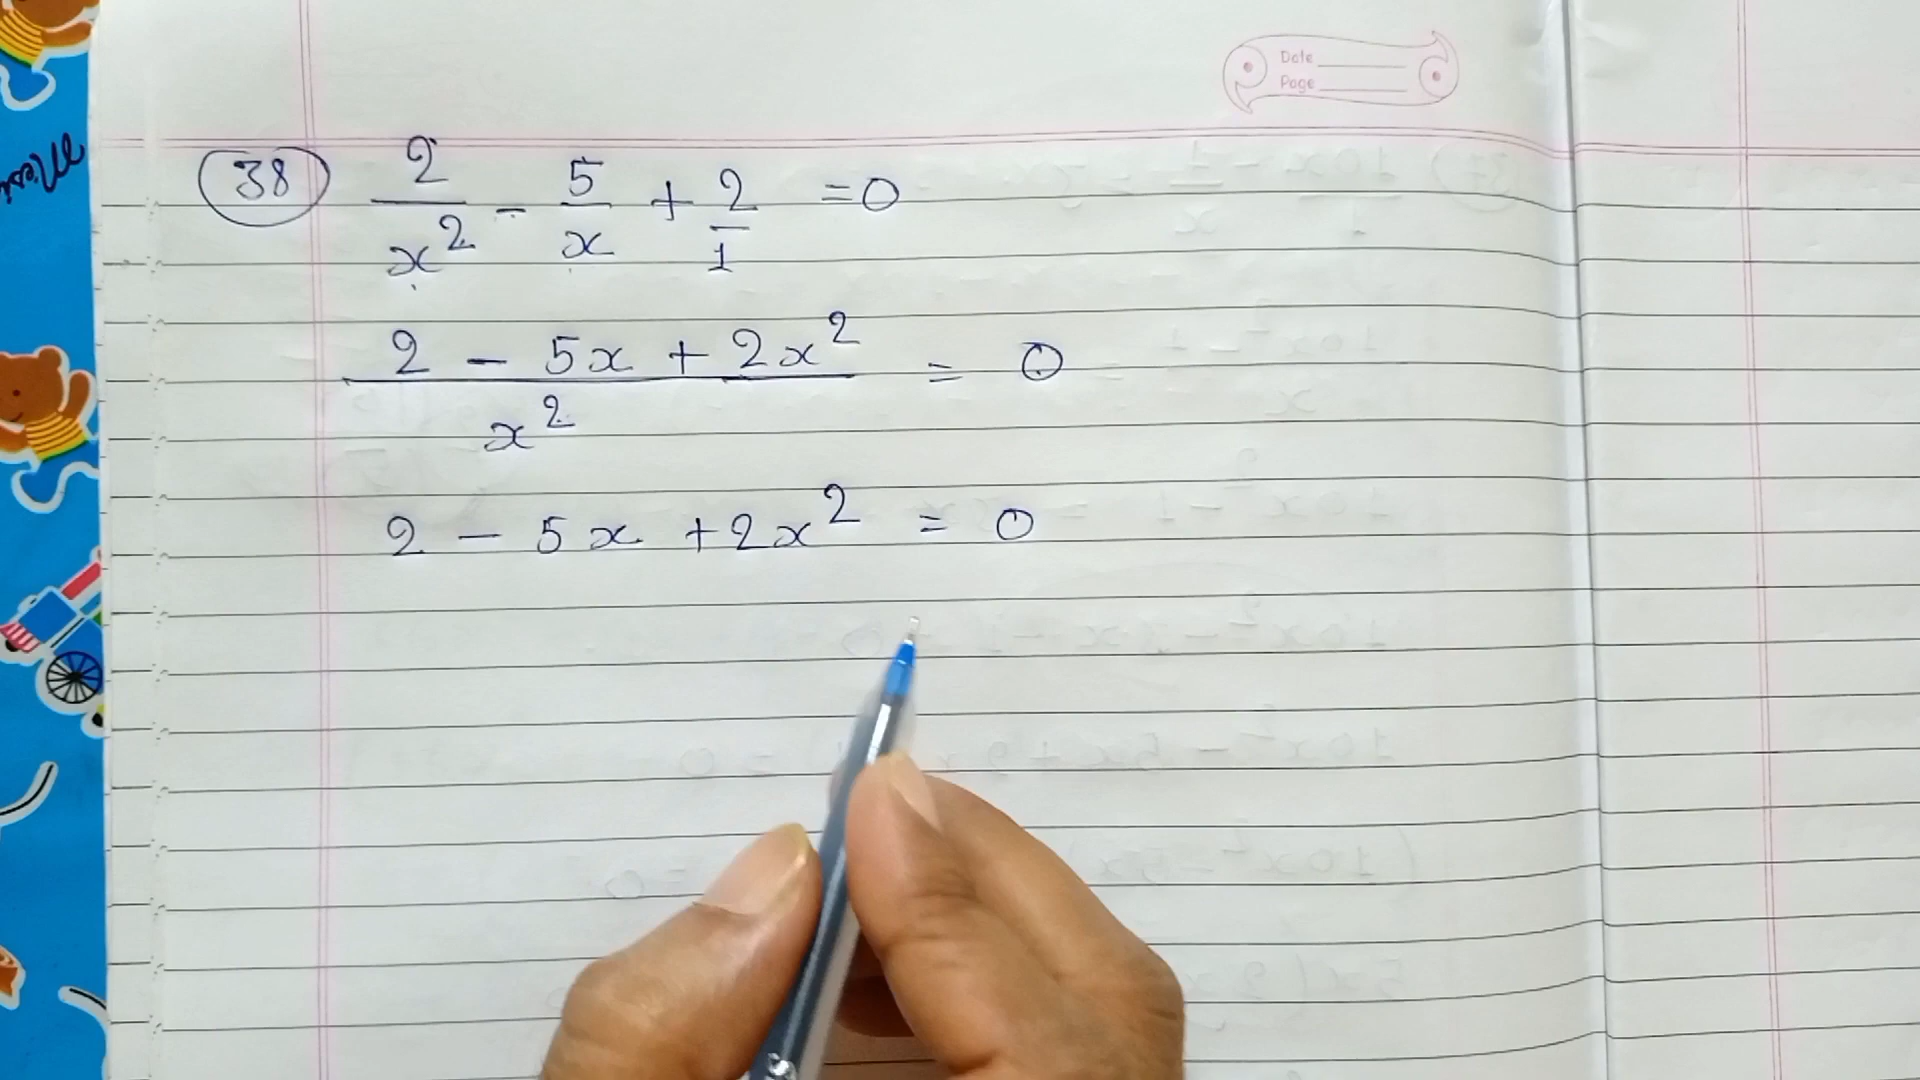 Date
Page
38 2/x² - 5/x + 2/1 = 0
(2 - 5x + 2x²)/x² = 0
2 - 5x + 2x² = 0